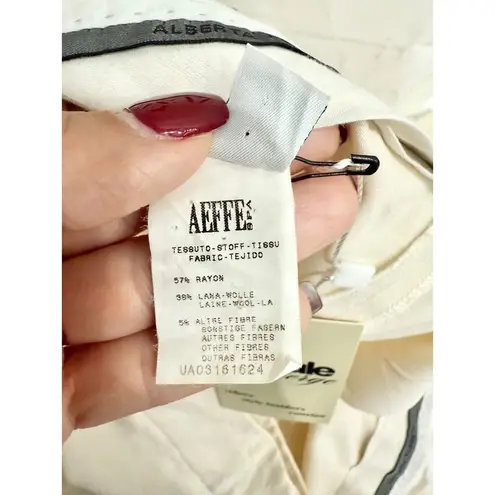 ALBERTA
AEFFE SPA
TESSUTO-STOFF-TISSU
FABRIC-TEJIDO
57% RAYON
38% LANA-WOLLE
LAINE-WOOL-LA
5% ALTRE FIBRE
SONSTIGE FASERN
AUTRES FIBRES
OTHER FIBRES
OUTRAS FIBRAS
UA03161624